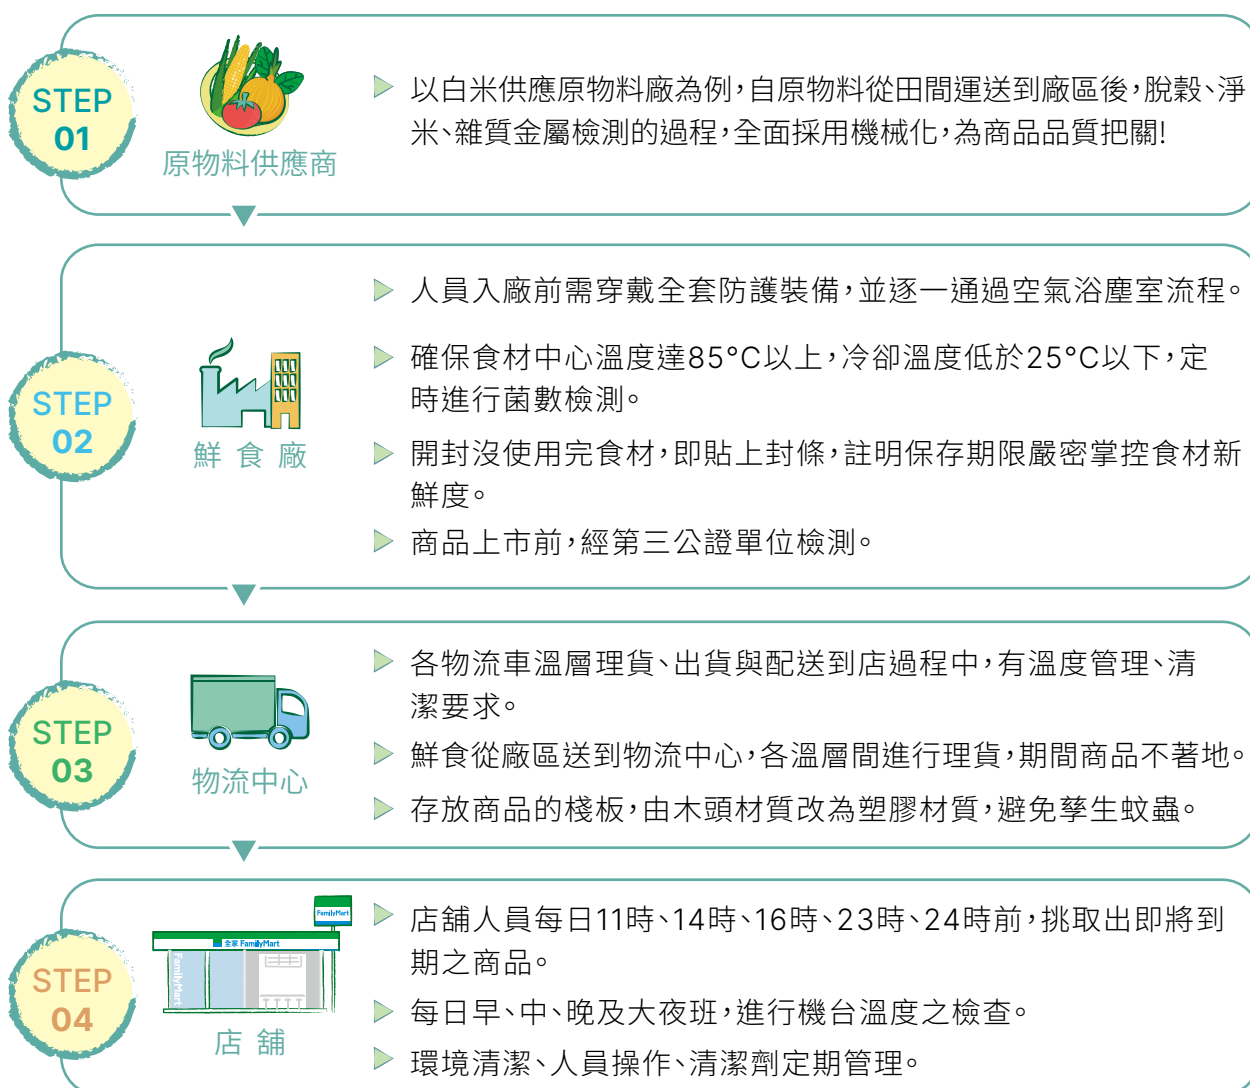 STEP
01
原物料供應商
以白米供應原物料廠為例，自原物料從田間運送到廠區後，脫穀、淨
米、雜質金屬檢測的過程，全面採用機械化，為商品品質把關!
STEP
02
鮮食廠
人員入廠前需穿戴全套防護裝備，並逐一通過空氣浴塵室流程。
確保食材中心溫度達85°C以上，冷卻溫度低於25°C以下，定
時進行菌數檢測。
開封沒使用完食材，即貼上封條，註明保存期限嚴密掌控食材新
鮮度。
商品上市前，經第三公證單位檢測。
STEP
03
物流中心
各物流車溫層理貨、出貨與配送到店過程中，有溫度管理、清
潔要求。
鮮食從廠區送到物流中心，各溫層間進行理貨，期間商品不著地。
存放商品的棧板，由木頭材質改為塑膠材質，避免孳生蚊蟲。
STEP
04
FamilyMart
全家 FamilyMart
FamilyMart
店舖
店舖人員每日11時、14時、16時、23時、24時前，挑取出即將到
期之商品。
每日早、中、晚及大夜班，進行機台溫度之檢查。
環境清潔、人員操作、清潔劑定期管理。